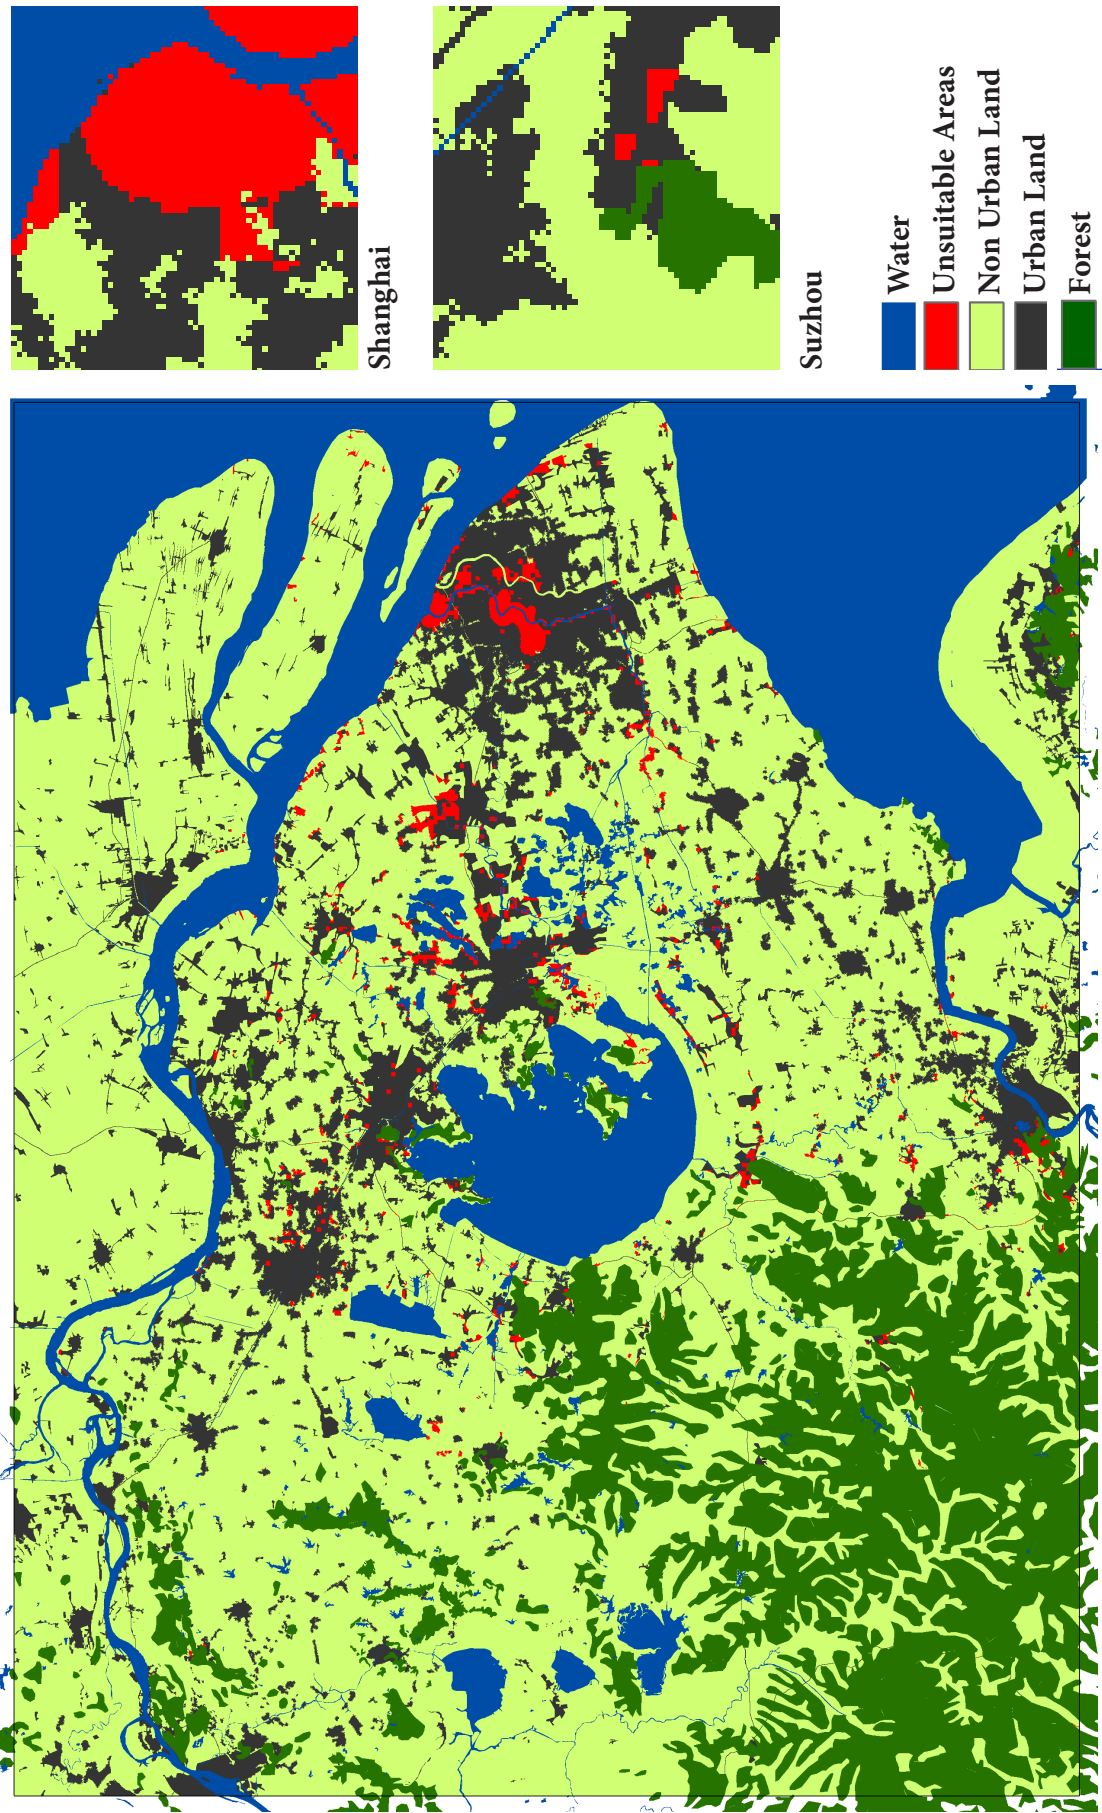 Shanghai
Suzhou
Water
Unsuitable Areas
Non Urban Land
Urban Land
Forest